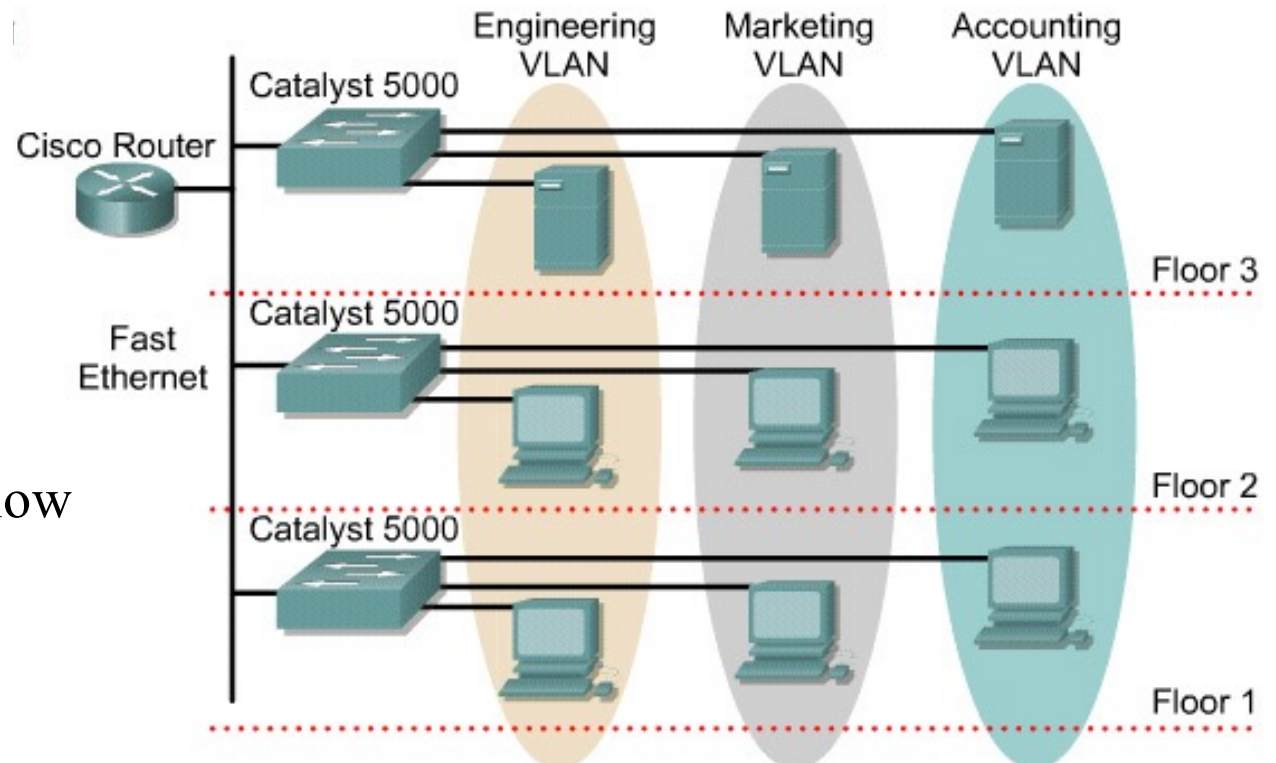 Engineering
VLAN
Marketing
VLAN
Accounting
VLAN
Catalyst 5000
Cisco Router
Floor 3
Catalyst 5000
Fast
Ethernet
Floor 2
Catalyst 5000
Floor 1